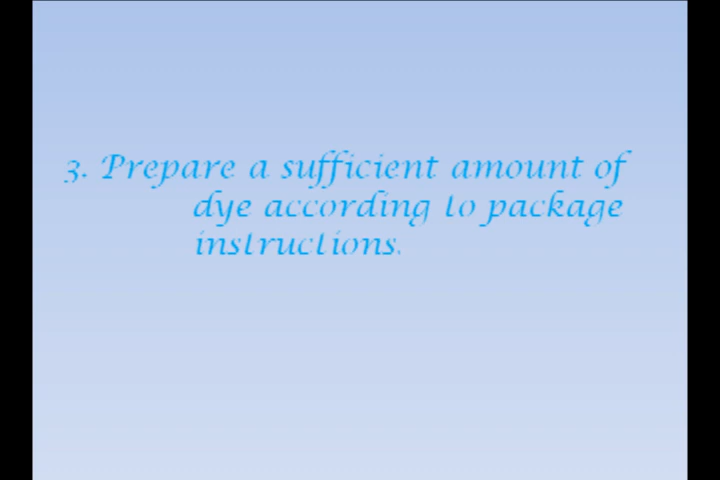 3. Prepare a sufficient amount of
dye according to package
instructions.